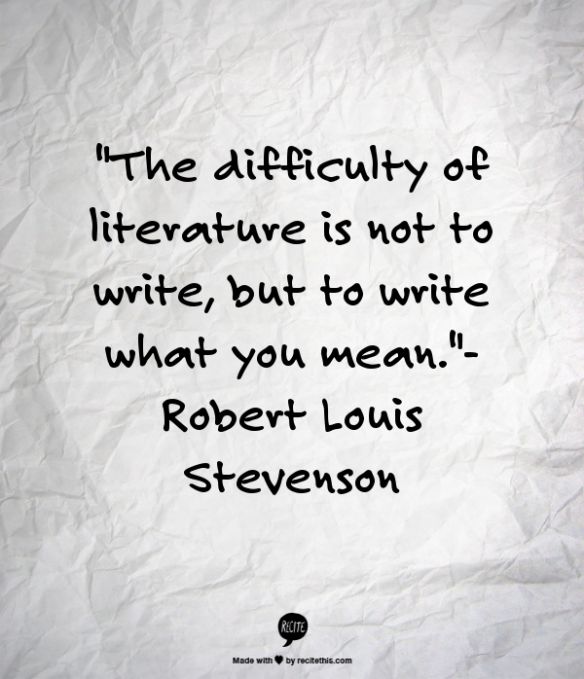 "The difficulty of
literature is not to
write, but to write
what you mean."-
Robert Louis
Stevenson
RECITE
Made with ♥ by recitethis.com